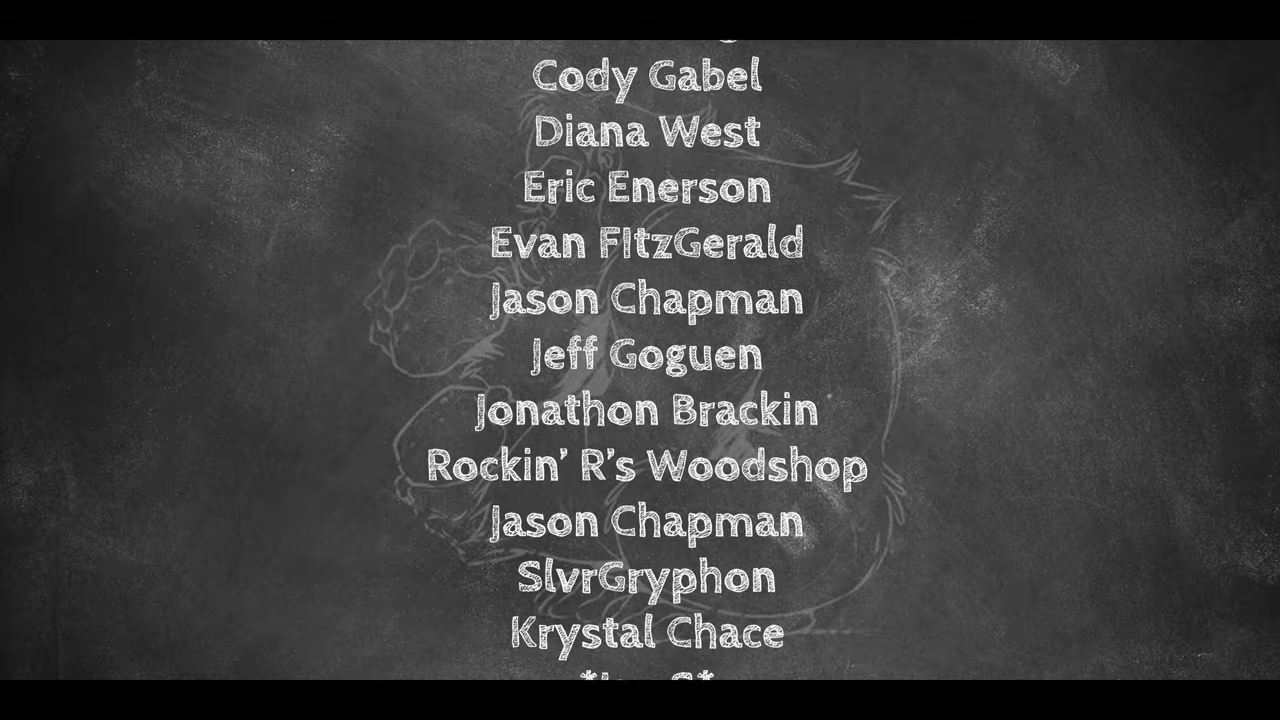 Cody Gabel
Diana West
Eric Enerson
Evan FItzGerald
Jason Chapman
Jeff Goguen
Jonathon Brackin
Rockin' R's Woodshop
Jason Chapman
SlvrGryphon
Krystal Chace